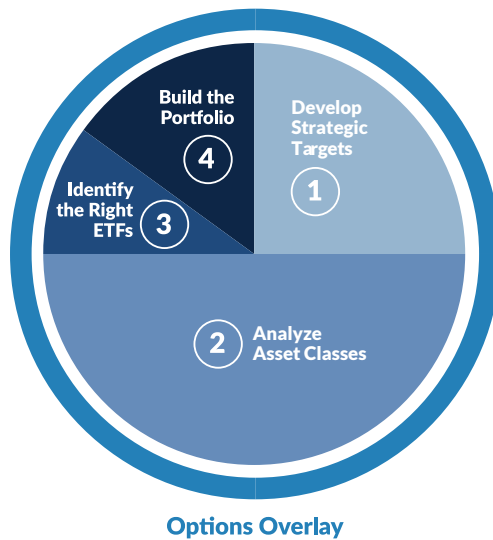 Develop
Strategic
Targets
1
2
Analyze
Asset Classes
Identify
the Right
ETFs
3
Build the
Portfolio
4
Options Overlay